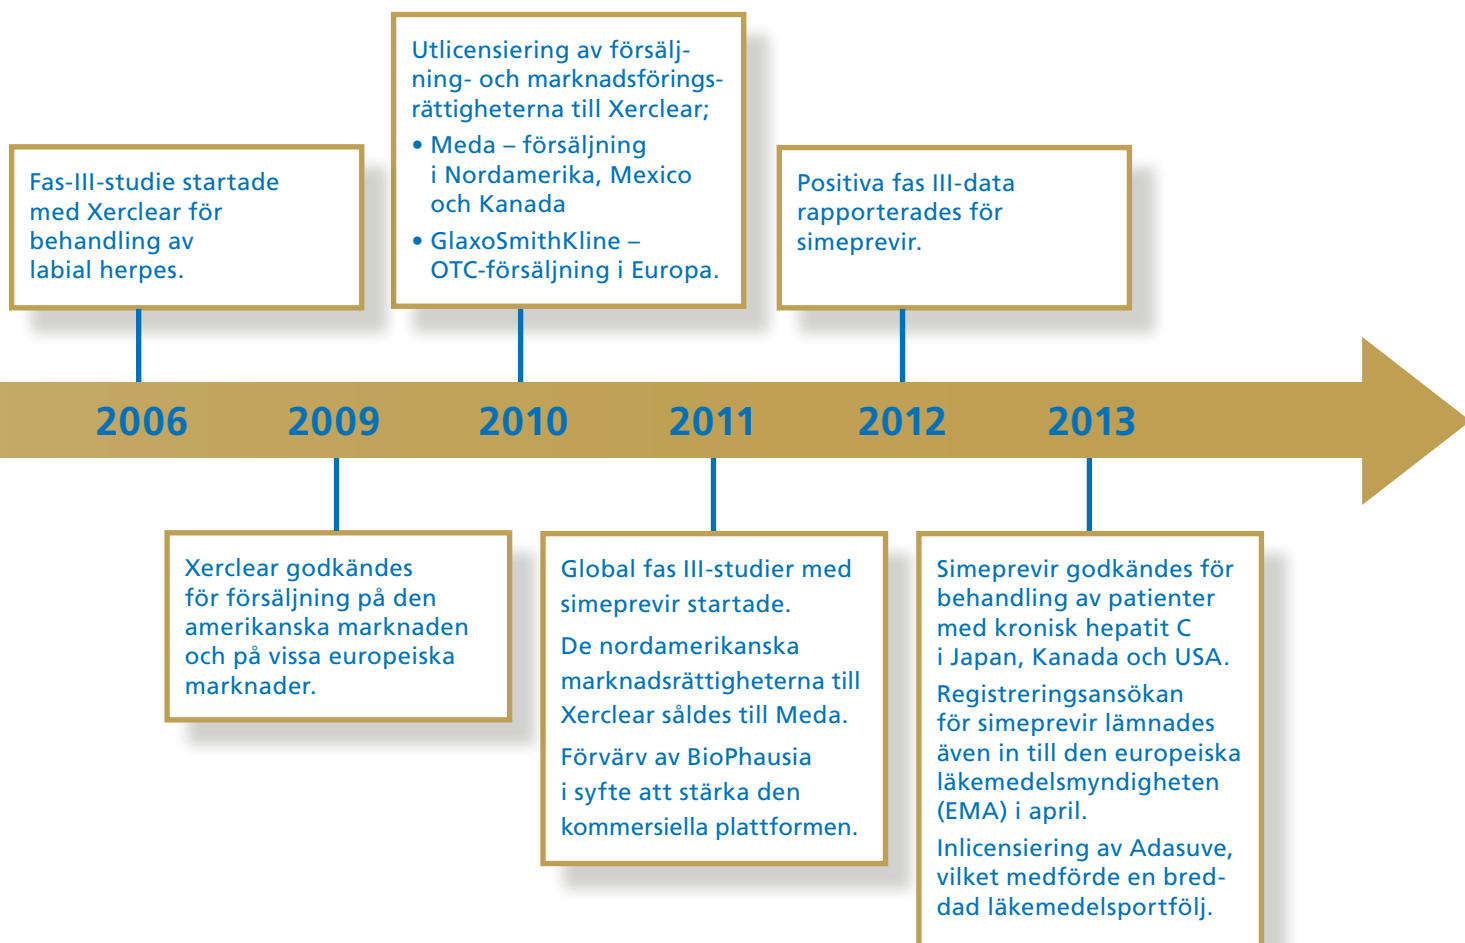 Utlicensiering av försälj-
ning- och marknadsförings-
rättigheterna till Xerclear;
• Meda – försäljning
i Nordamerika, Mexico
och Kanada
• GlaxoSmithKline –
OTC-försäljning i Europa.
Fas-III-studie startade
med Xerclear för
behandling av
labial herpes.
Positiva fas III-data
rapporterades för
simeprevir.
2006 2009 2010 2011 2012 2013
Xerclear godkändes
för försäljning på den
amerikanska marknaden
och på vissa europeiska
marknader.
Global fas III-studier med
simeprevir startade.
De nordamerikanska
marknadsrättigheterna till
Xerclear såldes till Meda.
Förvärv av BioPhausia
i syfte att stärka den
kommersiella plattformen.
Simeprevir godkändes för
behandling av patienter
med kronisk hepatit C
i Japan, Kanada och USA.
Registreringsansökan
för simeprevir lämnades
även in till den europeiska
läkemedelsmyndigheten
(EMA) i april.
Inlicensiering av Adasuve,
vilket medförde en bred-
dad läkemedelsportfölj.